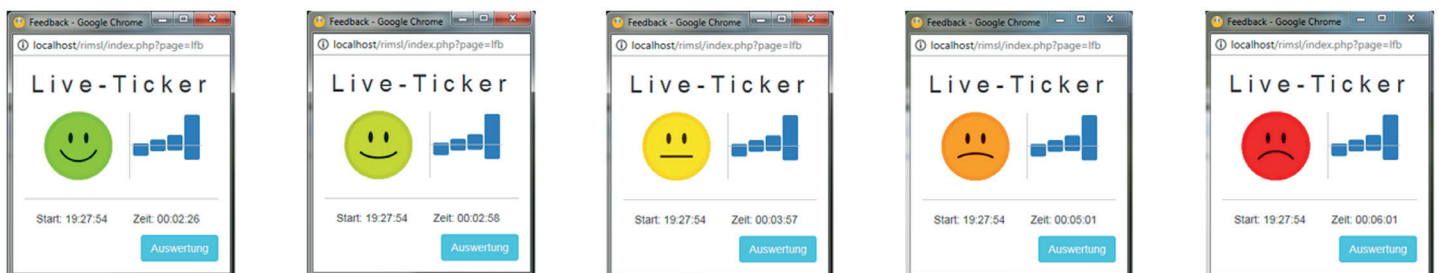 Feedback - Google Chrome
localhost/rimsl/index.php?page=lfb
Live-Ticker
Start: 19:27:54 Zeit: 00:02:26
Auswertung
Feedback - Google Chrome
localhost/rimsl/index.php?page=lfb
Live-Ticker
Start: 19:27:54 Zeit: 00:02:58
Auswertung
Feedback - Google Chrome
localhost/rimsl/index.php?page=lfb
Live-Ticker
Start: 19:27:54 Zeit: 00:03:57
Auswertung
Feedback - Google Chrome
localhost/rimsl/index.php?page=lfb
Live-Ticker
Start: 19:27:54 Zeit: 00:05:01
Auswertung
Feedback - Google Chrome
localhost/rimsl/index.php?page=lfb
Live-Ticker
Start: 19:27:54 Zeit: 00:06:01
Auswertung